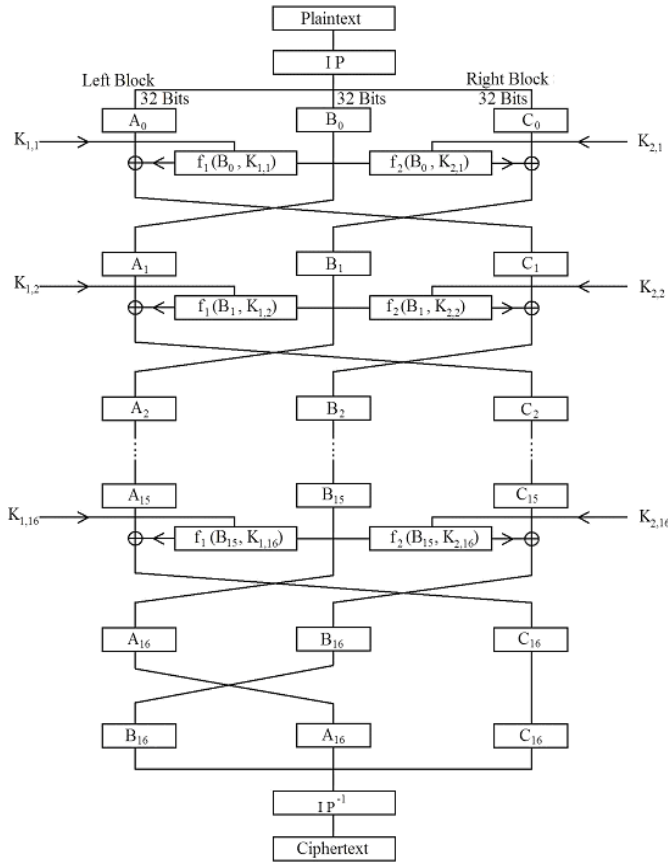 Plaintext
I P
Left Block Right Block
32 Bits 32 Bits 32 Bits
A₀ B₀ C₀
K₁,₁ K₂,₁
f₁(B₀ , K₁,₁) f₂(B₀ , K₂,₁)
A₁ B₁ C₁
K₁,₂ K₂,₂
f₁(B₁ , K₁,₂) f₂(B₁ , K₂,₂)
A₂ B₂ C₂
A₁₅ B₁₅ C₁₅
K₁,₁₆ K₂,₁₆
f₁(B₁₅, K₁,₁₆) f₂(B₁₅, K₂,₁₆)
A₁₆ B₁₆ C₁₆
B₁₆ A₁₆ C₁₆
I P⁻¹
Ciphertext